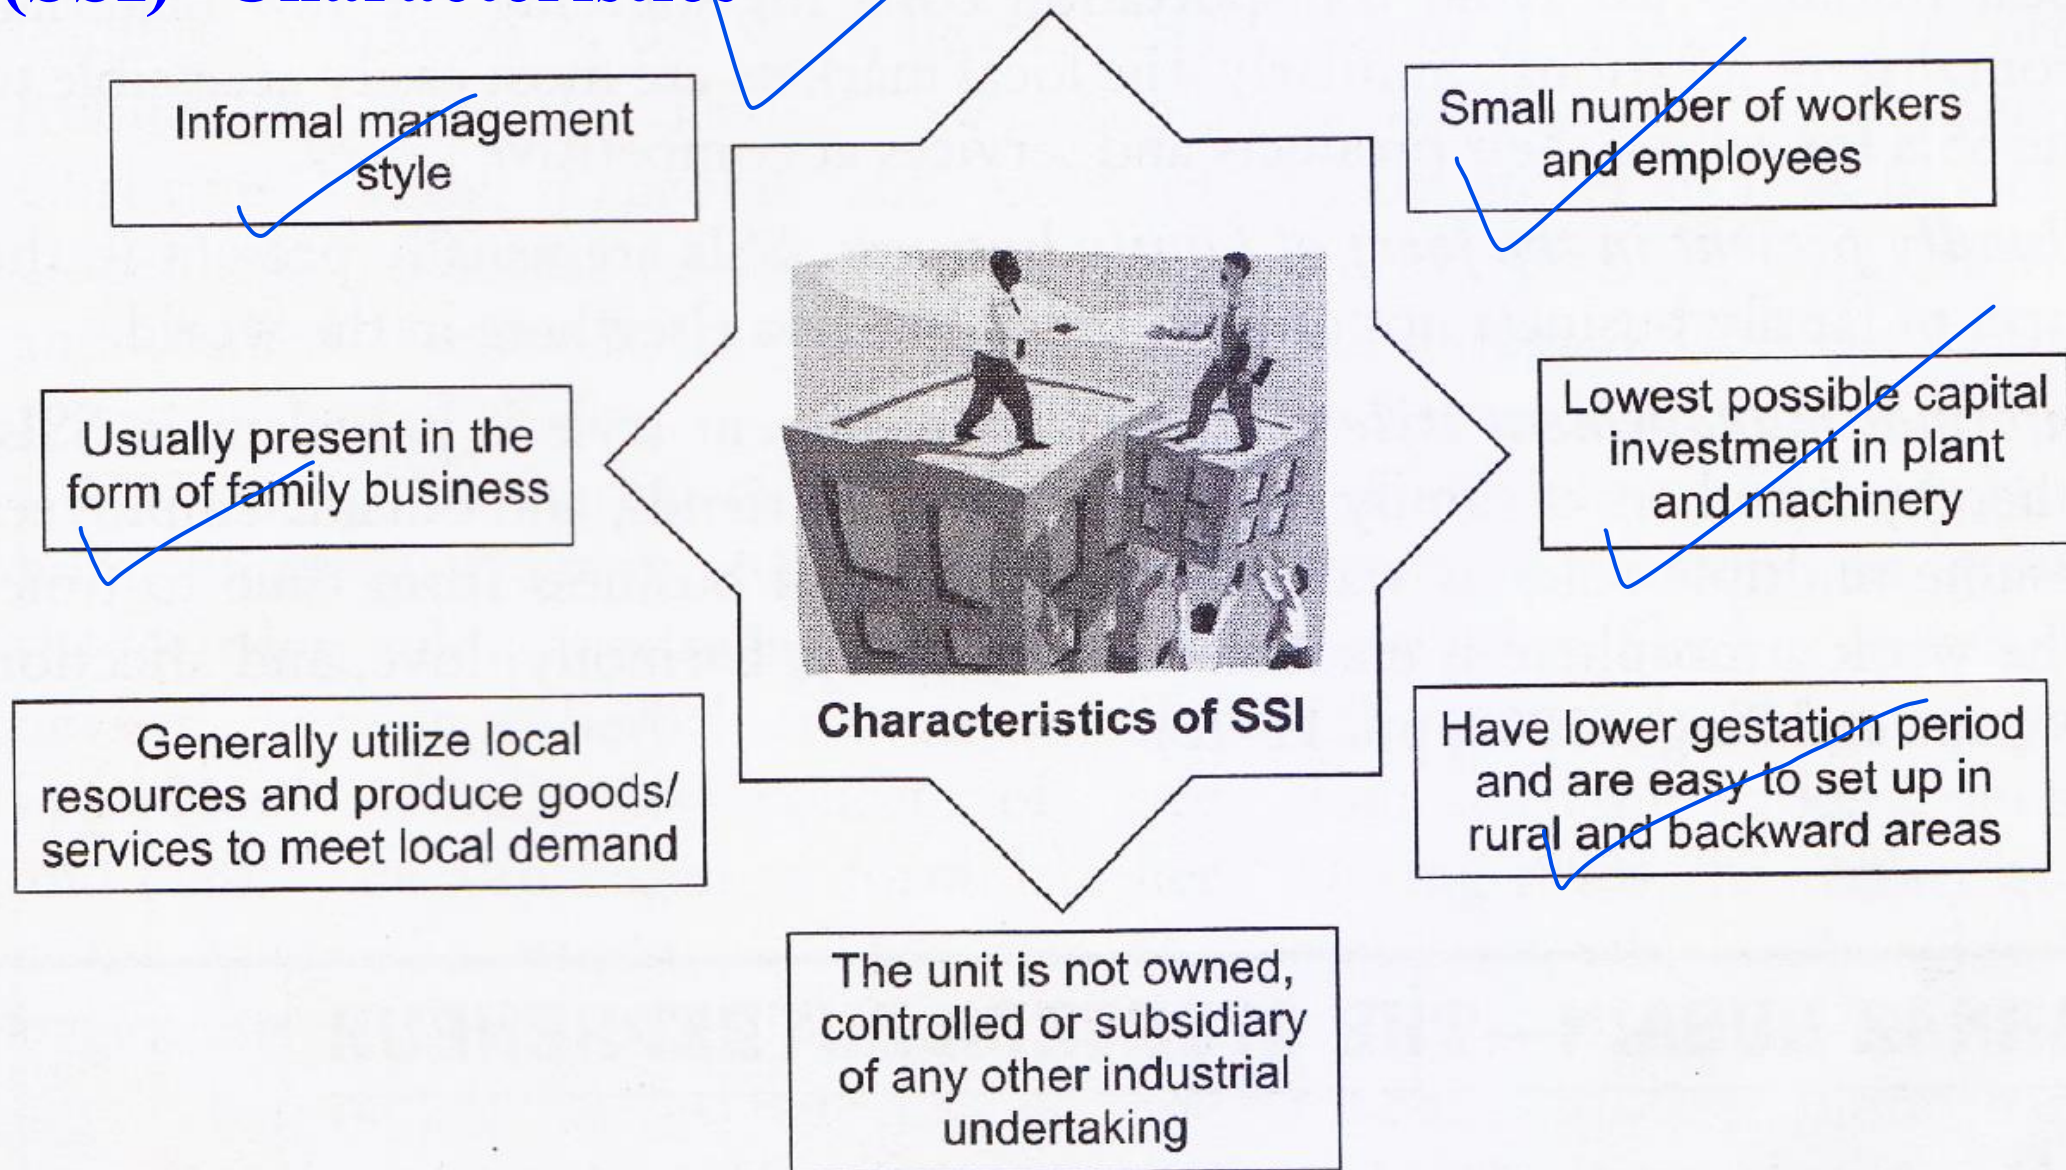 (SSI) Characteristics
Informal management
style
Small number of workers
and employees
Usually present in the
form of family business
Lowest possible capital
investment in plant
and machinery
Characteristics of SSI
Generally utilize local
resources and produce goods/
services to meet local demand
Have lower gestation period
and are easy to set up in
rural and backward areas
The unit is not owned,
controlled or subsidiary
of any other industrial
undertaking